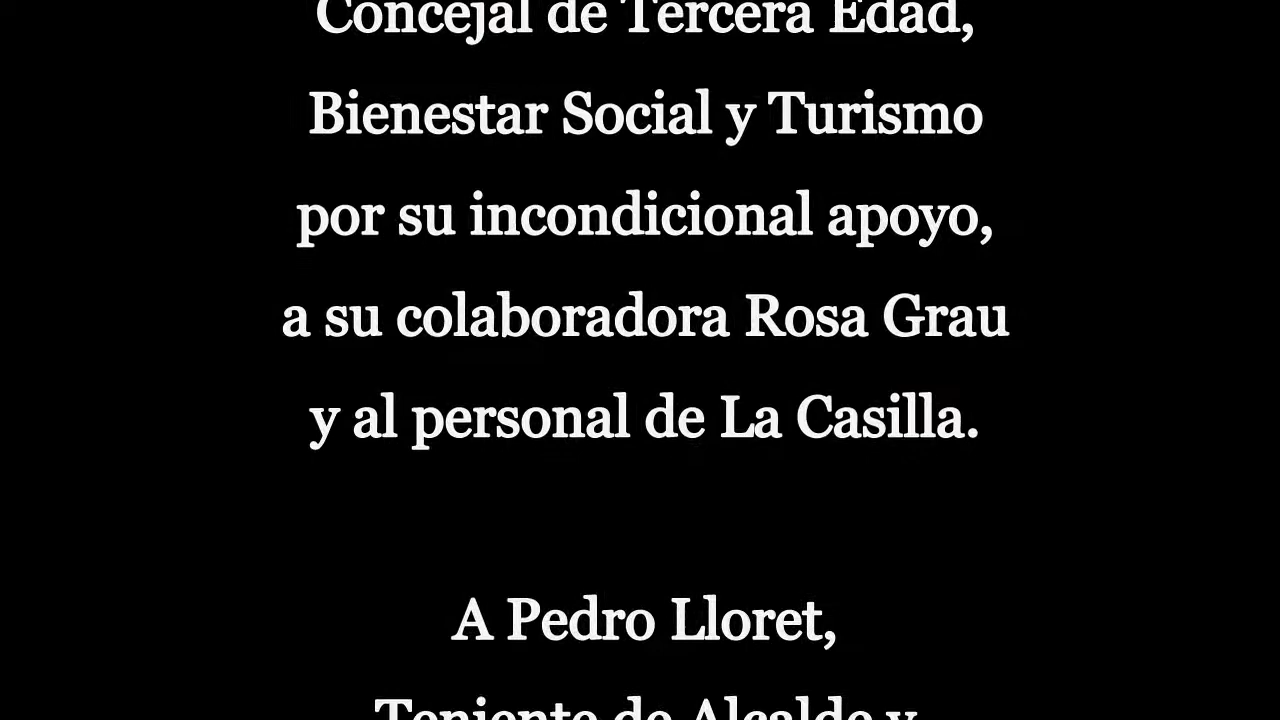 Concejal de Tercera Edad,
Bienestar Social y Turismo
por su incondicional apoyo,
a su colaboradora Rosa Grau
y al personal de La Casilla.
A Pedro Lloret,
Teniente de Alcalde y